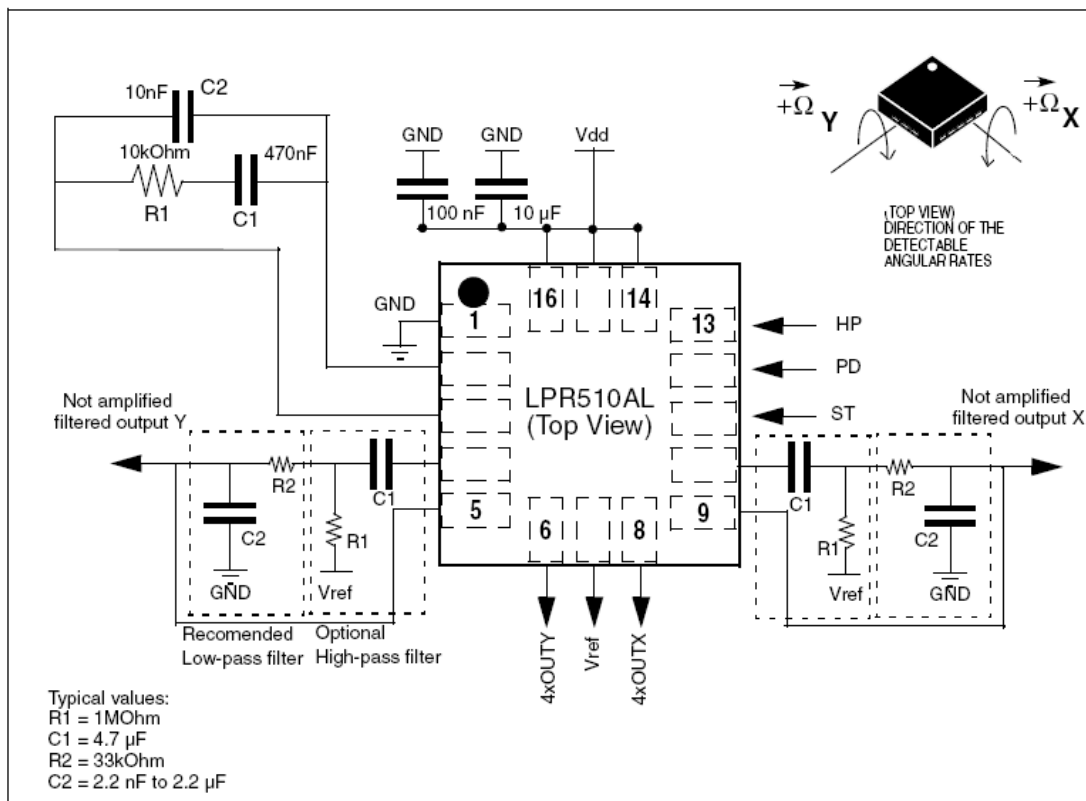 10nF
C2
10kOhm
470nF
R1
C1
GND
GND
Vdd
100 nF
10 µF
+Ω Y
+Ω X
(TOP VIEW)
DIRECTION OF THE
DETECTABLE
ANGULAR RATES
GND
1
16
14
13
HP
PD
ST
LPR510AL
(Top View)
Not amplified
filtered output Y
R2
C1
C2
R1
GND
Vref
5
6
8
9
Not amplified
filtered output X
C1
R2
R1
C2
Vref
GND
Recomended
Low-pass filter
Optional
High-pass filter
4xOUTY
Vref
4xOUTX
Typical values:
R1 = 1MOhm
C1 = 4.7 µF
R2 = 33kOhm
C2 = 2.2 nF to 2.2 µF